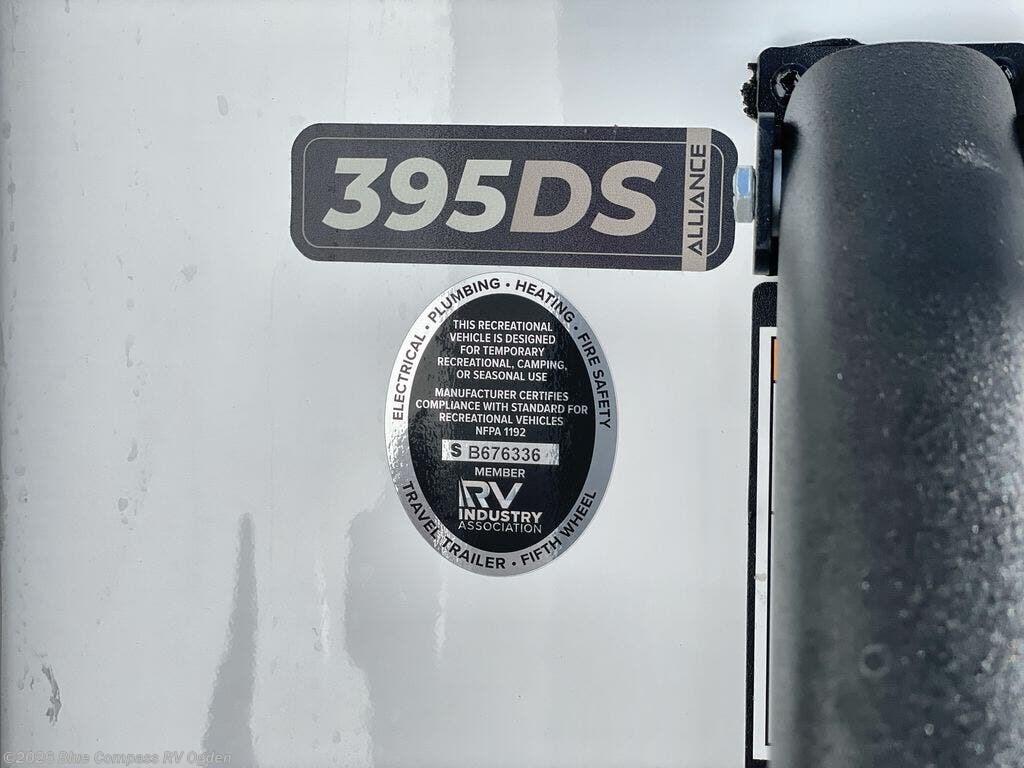 395DS ALLIANCE
ELECTRICAL • PLUMBING • HEATING • FIRE SAFETY
THIS RECREATIONAL
VEHICLE IS DESIGNED
FOR TEMPORARY
RECREATIONAL, CAMPING,
OR SEASONAL USE
MANUFACTURER CERTIFIES
COMPLIANCE WITH STANDARD FOR
RECREATIONAL VEHICLES
NFPA 1192
S B676336
MEMBER
RV
INDUSTRY
ASSOCIATION
TRAVEL TRAILER • FIFTH WHEEL
©2026 Blue Compass RV Ogden